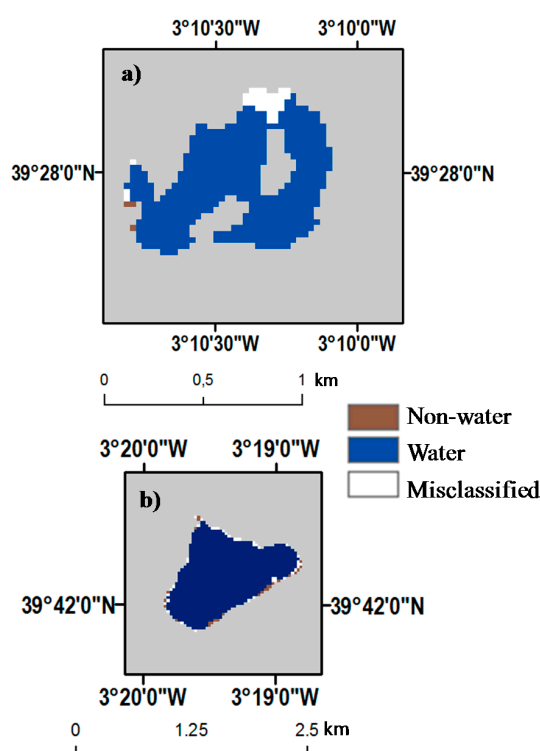 3°10'30"W 3°10'0"W
a)
39°28'0"N 39°28'0"N
3°10'30"W 3°10'0"W
0 0,5 1 km
Non-water
Water
Misclassified
3°20'0"W 3°19'0"W
b)
39°42'0"N 39°42'0"N
3°20'0"W 3°19'0"W
0 1.25 2.5 km